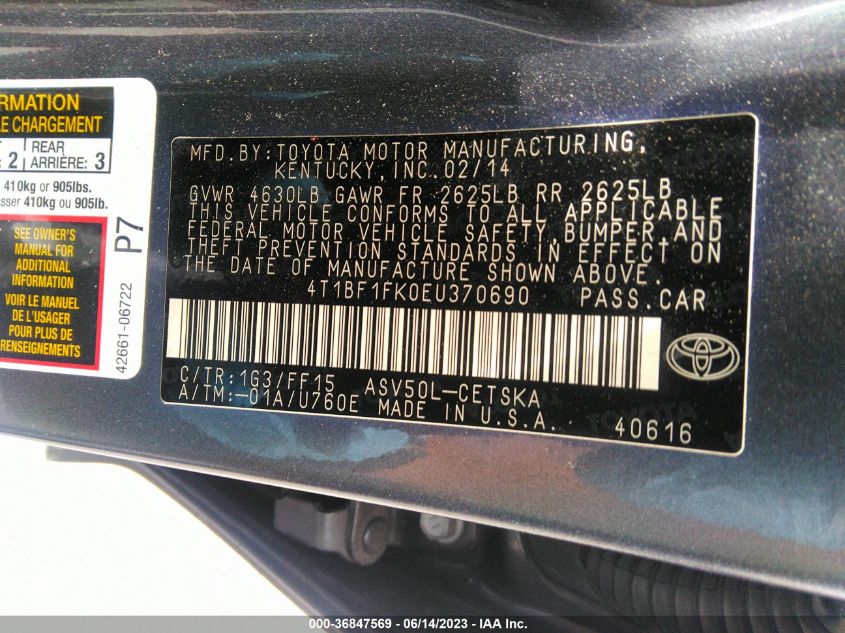 RMATION
LE CHARGEMENT
2 REAR
ARRIÈRE: 3
410kg or 905lbs.
asser 410kg ou 905lb.
SEE OWNER'S
MANUAL FOR
ADDITIONAL
INFORMATION
VOIR LE MANUEL
DE L'USAGER
POUR PLUS DE
RENSEIGNEMENTS
P7
42661-06722
MFD.BY:TOYOTA MOTOR MANUFACTURING,
KENTUCKY, INC.02/14
GVWR 4630LB GAWR FR 2625LB RR 2625LB
THIS VEHICLE CONFORMS TO ALL APPLICABLE
FEDERAL MOTOR VEHICLE SAFETY,BUMPER,AND
THEFT PREVENTION STANDARDS IN EFFECT ON
THE DATE OF MANUFACTURE SHOWN ABOVE.
4T1BF1FK0EU370690 PASS.CAR
C/TR:1G3/FF15 ASV50L-CETSKA
A/TM:-01A/U760E MADE IN U.S.A.
40616
000-36847569 - 06/14/2023 - © IAA Inc.